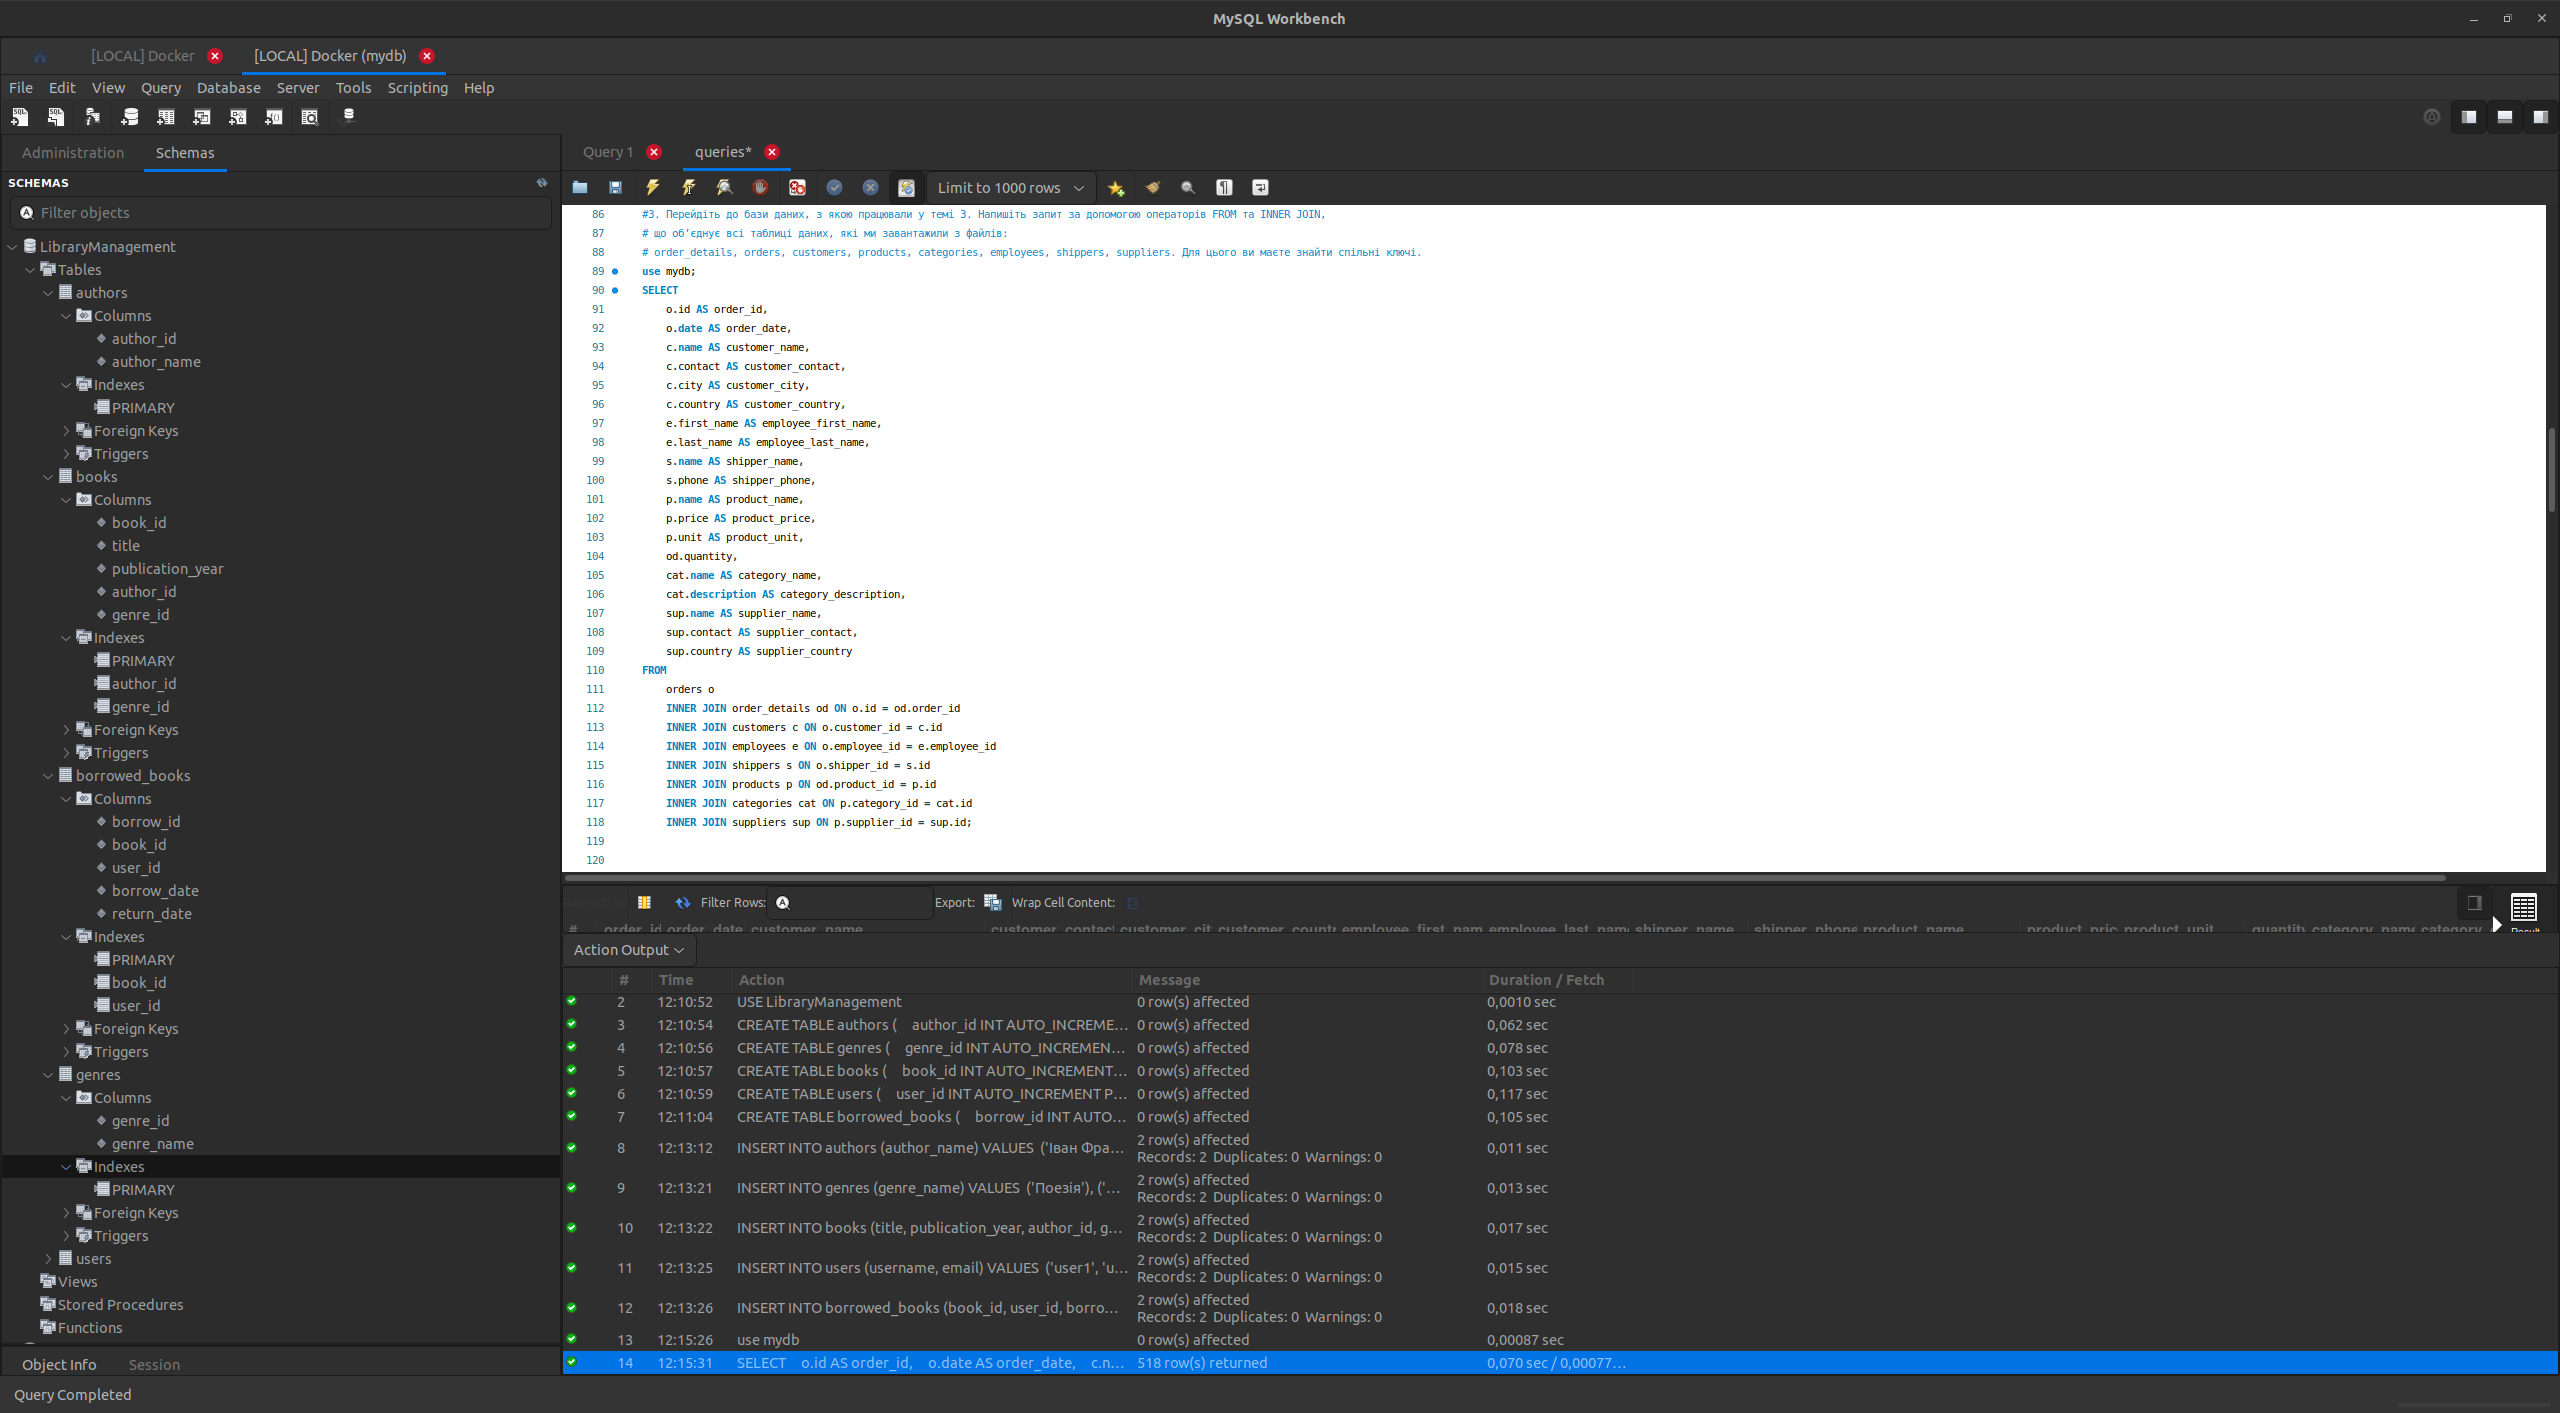 MySQL Workbench
[LOCAL] Docker
[LOCAL] Docker (mydb)
File Edit View Query Database Server Tools Scripting Help
Administration
Schemas
SCHEMAS
Filter objects
LibraryManagement
Tables
authors
Columns
author_id
author_name
Indexes
PRIMARY
Foreign Keys
Triggers
books
Columns
book_id
title
publication_year
author_id
genre_id
Indexes
PRIMARY
author_id
genre_id
Foreign Keys
Triggers
borrowed_books
Columns
borrow_id
book_id
user_id
borrow_date
return_date
Indexes
PRIMARY
book_id
user_id
Foreign Keys
Triggers
genres
Columns
genre_id
genre_name
Indexes
PRIMARY
Foreign Keys
Triggers
users
Views
Stored Procedures
Functions
Object Info
Session
Query Completed
Query 1
queries*
Limit to 1000 rows
86 #3. Перейдіть до бази даних, з якою працювали у темі 3. Напишіть запит за допомогою операторів FROM та INNER JOIN,
87 # що об’єднує всі таблиці даних, які ми завантажили з файлів:
88 # order_details, orders, customers, products, categories, employees, shippers, suppliers. Для цього ви маєте знайти спільні ключі.
89 use mydb;
90 SELECT
91 o.id AS order_id,
92 o.date AS order_date,
93 c.name AS customer_name,
94 c.contact AS customer_contact,
95 c.city AS customer_city,
96 c.country AS customer_country,
97 e.first_name AS employee_first_name,
98 e.last_name AS employee_last_name,
99 s.name AS shipper_name,
100 s.phone AS shipper_phone,
101 p.name AS product_name,
102 p.price AS product_price,
103 p.unit AS product_unit,
104 od.quantity,
105 cat.name AS category_name,
106 cat.description AS category_description,
107 sup.name AS supplier_name,
108 sup.contact AS supplier_contact,
109 sup.country AS supplier_country
110 FROM
111 orders o
112 INNER JOIN order_details od ON o.id = od.order_id
113 INNER JOIN customers c ON o.customer_id = c.id
114 INNER JOIN employees e ON o.employee_id = e.employee_id
115 INNER JOIN shippers s ON o.shipper_id = s.id
116 INNER JOIN products p ON od.product_id = p.id
117 INNER JOIN categories cat ON p.category_id = cat.id
118 INNER JOIN suppliers sup ON p.supplier_id = sup.id;
119
120
Filter Rows:
Export:
Wrap Cell Content:
# order_id order_date customer_name customer_contact customer_cit customer_count employee_first_nam employee_last_nam shipper_name shipper_phone product_name product_pric product_unit quantity category_name category_
Result
Action Output
# Time Action Message Duration / Fetch
2 12:10:52 USE LibraryManagement 0 row(s) affected 0,0010 sec
3 12:10:54 CREATE TABLE authors ( author_id INT AUTO_INCREME... 0 row(s) affected 0,062 sec
4 12:10:56 CREATE TABLE genres ( genre_id INT AUTO_INCREMEN... 0 row(s) affected 0,078 sec
5 12:10:57 CREATE TABLE books ( book_id INT AUTO_INCREMENT... 0 row(s) affected 0,103 sec
6 12:10:59 CREATE TABLE users ( user_id INT AUTO_INCREMENT P... 0 row(s) affected 0,117 sec
7 12:11:04 CREATE TABLE borrowed_books ( borrow_id INT AUTO... 0 row(s) affected 0,105 sec
8 12:13:12 INSERT INTO authors (author_name) VALUES ('Іван Фра... 2 row(s) affected
Records: 2 Duplicates: 0 Warnings: 0 0,011 sec
9 12:13:21 INSERT INTO genres (genre_name) VALUES ('Поезія'), ('... 2 row(s) affected
Records: 2 Duplicates: 0 Warnings: 0 0,013 sec
10 12:13:22 INSERT INTO books (title, publication_year, author_id, g... 2 row(s) affected
Records: 2 Duplicates: 0 Warnings: 0 0,017 sec
11 12:13:25 INSERT INTO users (username, email) VALUES ('user1', 'u... 2 row(s) affected
Records: 2 Duplicates: 0 Warnings: 0 0,015 sec
12 12:13:26 INSERT INTO borrowed_books (book_id, user_id, borro... 2 row(s) affected
Records: 2 Duplicates: 0 Warnings: 0 0,018 sec
13 12:15:26 use mydb 0 row(s) affected 0,00087 sec
14 12:15:31 SELECT o.id AS order_id, o.date AS order_date, c.n... 518 row(s) returned 0,070 sec / 0,00077...